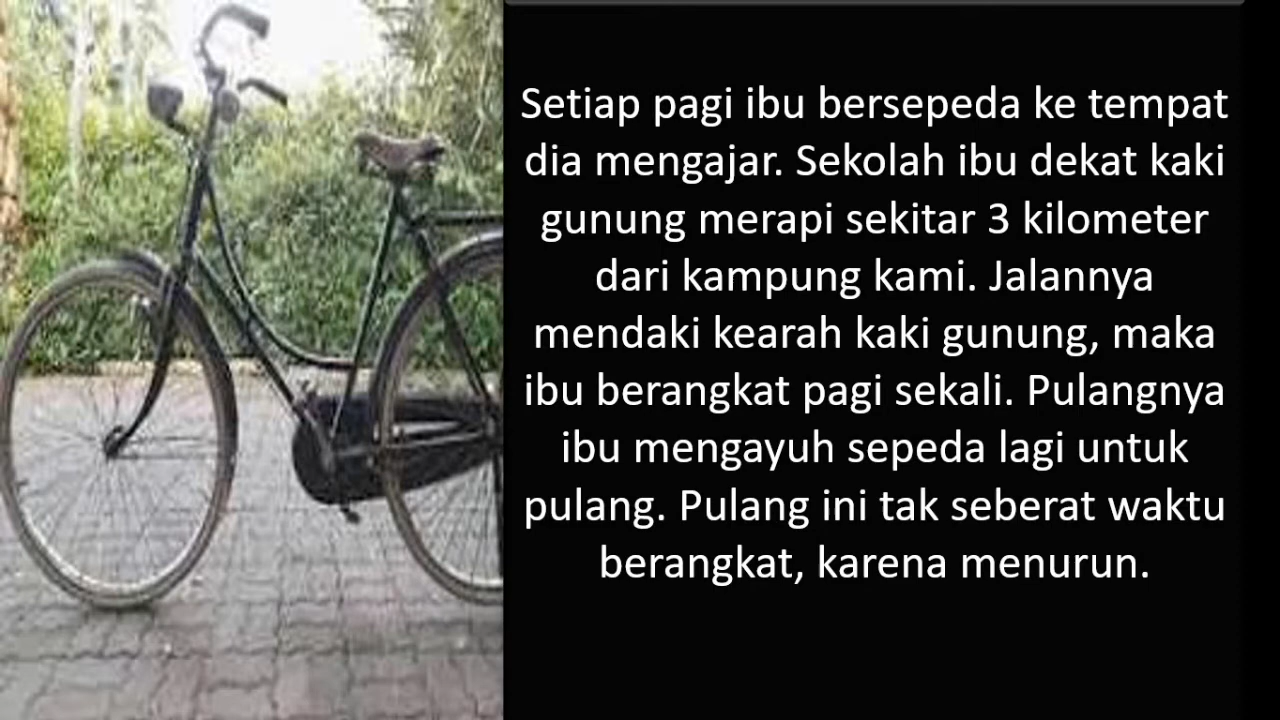 Setiap pagi ibu bersepeda ke tempat
dia mengajar. Sekolah ibu dekat kaki
gunung merapi sekitar 3 kilometer
dari kampung kami. Jalannya
mendaki kearah kaki gunung, maka
ibu berangkat pagi sekali. Pulangnya
ibu mengayuh sepeda lagi untuk
pulang. Pulang ini tak seberat waktu
berangkat, karena menurun.